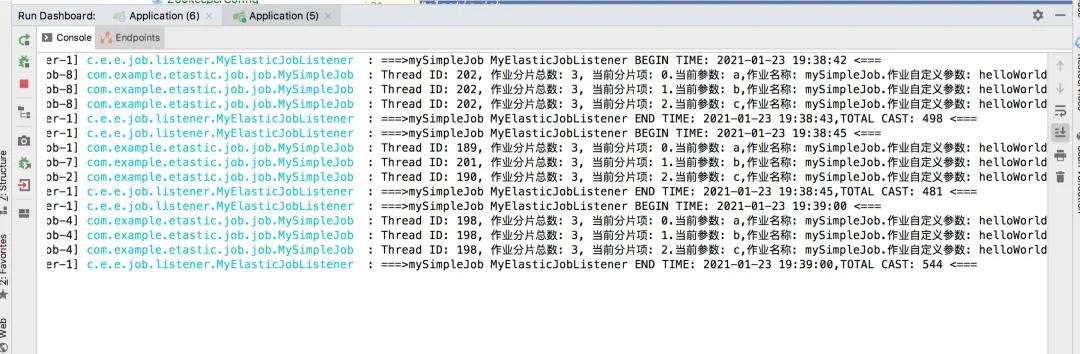 ZookeeperConfig
Run Dashboard:
Application (6) ×
Application (5) ×
Console
Endpoints
er-1] c.e.e.job.listener.MyElasticJobListener : ===>mySimpleJob MyElasticJobListener BEGIN TIME: 2021-01-23 19:38:42 <===
ob-8] com.example.etastic.job.job.MySimpleJob : Thread ID: 202, 作业分片总数: 3, 当前分片项: 0.当前参数: a,作业名称: mySimpleJob.作业自定义参数: helloWorld
ob-8] com.example.etastic.job.job.MySimpleJob : Thread ID: 202, 作业分片总数: 3, 当前分片项: 1.当前参数: b,作业名称: mySimpleJob.作业自定义参数: helloWorld
ob-8] com.example.etastic.job.job.MySimpleJob : Thread ID: 202, 作业分片总数: 3, 当前分片项: 2.当前参数: c,作业名称: mySimpleJob.作业自定义参数: helloWorld
er-1] c.e.e.job.listener.MyElasticJobListener : ===>mySimpleJob MyElasticJobListener END TIME: 2021-01-23 19:38:43,TOTAL CAST: 498 <===
er-1] c.e.e.job.listener.MyElasticJobListener : ===>mySimpleJob MyElasticJobListener BEGIN TIME: 2021-01-23 19:38:45 <===
ob-1] com.example.etastic.job.job.MySimpleJob : Thread ID: 189, 作业分片总数: 3, 当前分片项: 0.当前参数: a,作业名称: mySimpleJob.作业自定义参数: helloWorld
ob-7] com.example.etastic.job.job.MySimpleJob : Thread ID: 201, 作业分片总数: 3, 当前分片项: 1.当前参数: b,作业名称: mySimpleJob.作业自定义参数: helloWorld
ob-2] com.example.etastic.job.job.MySimpleJob : Thread ID: 190, 作业分片总数: 3, 当前分片项: 2.当前参数: c,作业名称: mySimpleJob.作业自定义参数: helloWorld
er-1] c.e.e.job.listener.MyElasticJobListener : ===>mySimpleJob MyElasticJobListener END TIME: 2021-01-23 19:38:45,TOTAL CAST: 481 <===
er-1] c.e.e.job.listener.MyElasticJobListener : ===>mySimpleJob MyElasticJobListener BEGIN TIME: 2021-01-23 19:39:00 <===
ob-4] com.example.etastic.job.job.MySimpleJob : Thread ID: 198, 作业分片总数: 3, 当前分片项: 0.当前参数: a,作业名称: mySimpleJob.作业自定义参数: helloWorld
ob-4] com.example.etastic.job.job.MySimpleJob : Thread ID: 198, 作业分片总数: 3, 当前分片项: 1.当前参数: b,作业名称: mySimpleJob.作业自定义参数: helloWorld
ob-4] com.example.etastic.job.job.MySimpleJob : Thread ID: 198, 作业分片总数: 3, 当前分片项: 2.当前参数: c,作业名称: mySimpleJob.作业自定义参数: helloWorld
er-1] c.e.e.job.listener.MyElasticJobListener : ===>mySimpleJob MyElasticJobListener END TIME: 2021-01-23 19:39:00,TOTAL CAST: 544 <===
Z: Structure
2: Favorites
Web